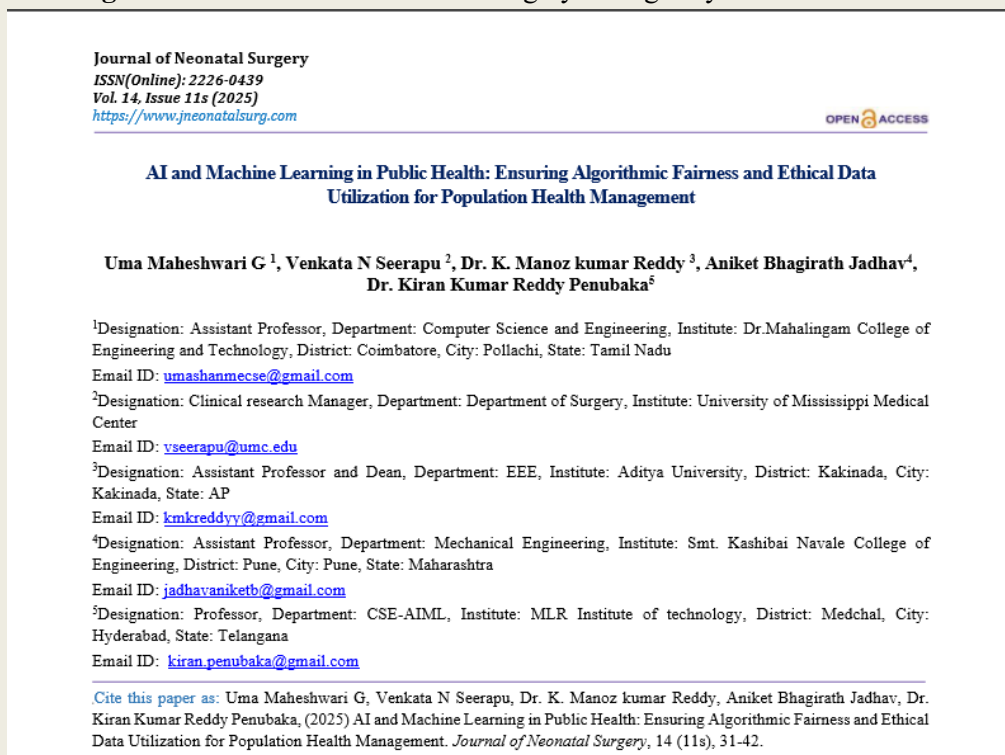 Journal of Neonatal Surgery
ISSN(Online): 2226-0439
Vol. 14, Issue 11s (2025)
https://www.jneonatalsurg.com
OPEN ACCESS
AI and Machine Learning in Public Health: Ensuring Algorithmic Fairness and Ethical Data
Utilization for Population Health Management
Uma Maheshwari G 1, Venkata N Seerapu 2, Dr. K. Manoz kumar Reddy 3, Aniket Bhagirath Jadhav4,
Dr. Kiran Kumar Reddy Penubaka5
1Designation: Assistant Professor, Department: Computer Science and Engineering, Institute: Dr.Mahalingam College of
Engineering and Technology, District: Coimbatore, City: Pollachi, State: Tamil Nadu
Email ID: umashanmecse@gmail.com
2Designation: Clinical research Manager, Department: Department of Surgery, Institute: University of Mississippi Medical
Center
Email ID: vseerapu@umc.edu
3Designation: Assistant Professor and Dean, Department: EEE, Institute: Aditya University, District: Kakinada, City:
Kakinada, State: AP
Email ID: kmkreddyy@gmail.com
4Designation: Assistant Professor, Department: Mechanical Engineering, Institute: Smt. Kashibai Navale College of
Engineering, District: Pune, City: Pune, State: Maharashtra
Email ID: jadhavaniketb@gmail.com
5Designation: Professor, Department: CSE-AIML, Institute: MLR Institute of technology, District: Medchal, City:
Hyderabad, State: Telangana
Email ID: kiran.penubaka@gmail.com
Cite this paper as: Uma Maheshwari G, Venkata N Seerapu, Dr. K. Manoz kumar Reddy, Aniket Bhagirath Jadhav, Dr.
Kiran Kumar Reddy Penubaka, (2025) AI and Machine Learning in Public Health: Ensuring Algorithmic Fairness and Ethical
Data Utilization for Population Health Management. Journal of Neonatal Surgery, 14 (11s), 31-42.